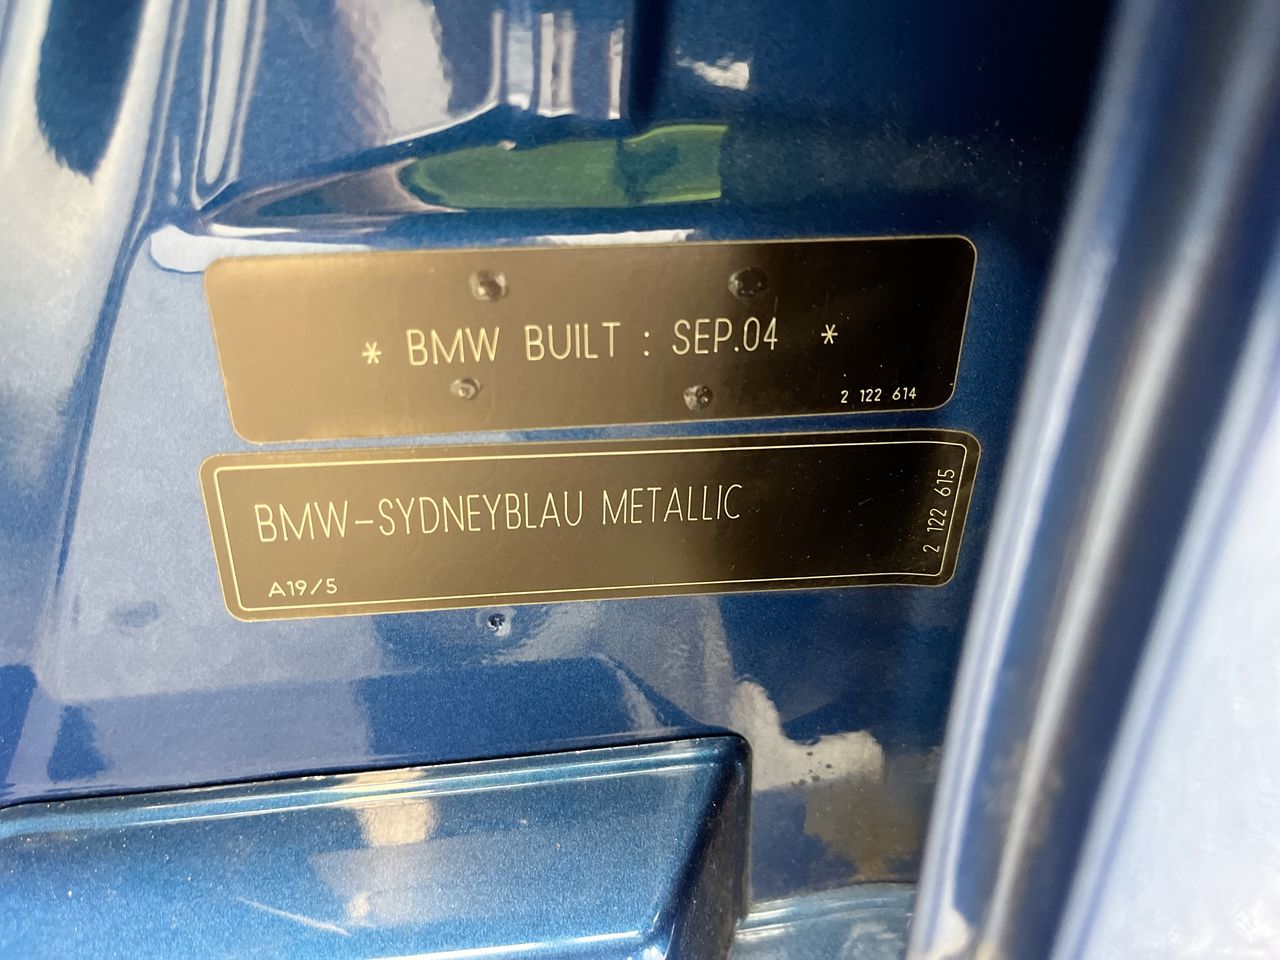 * BMW BUILT : SEP.04 *
2 122 614
BMW-SYDNEYBLAU METALLIC
2 122 615
A19/5